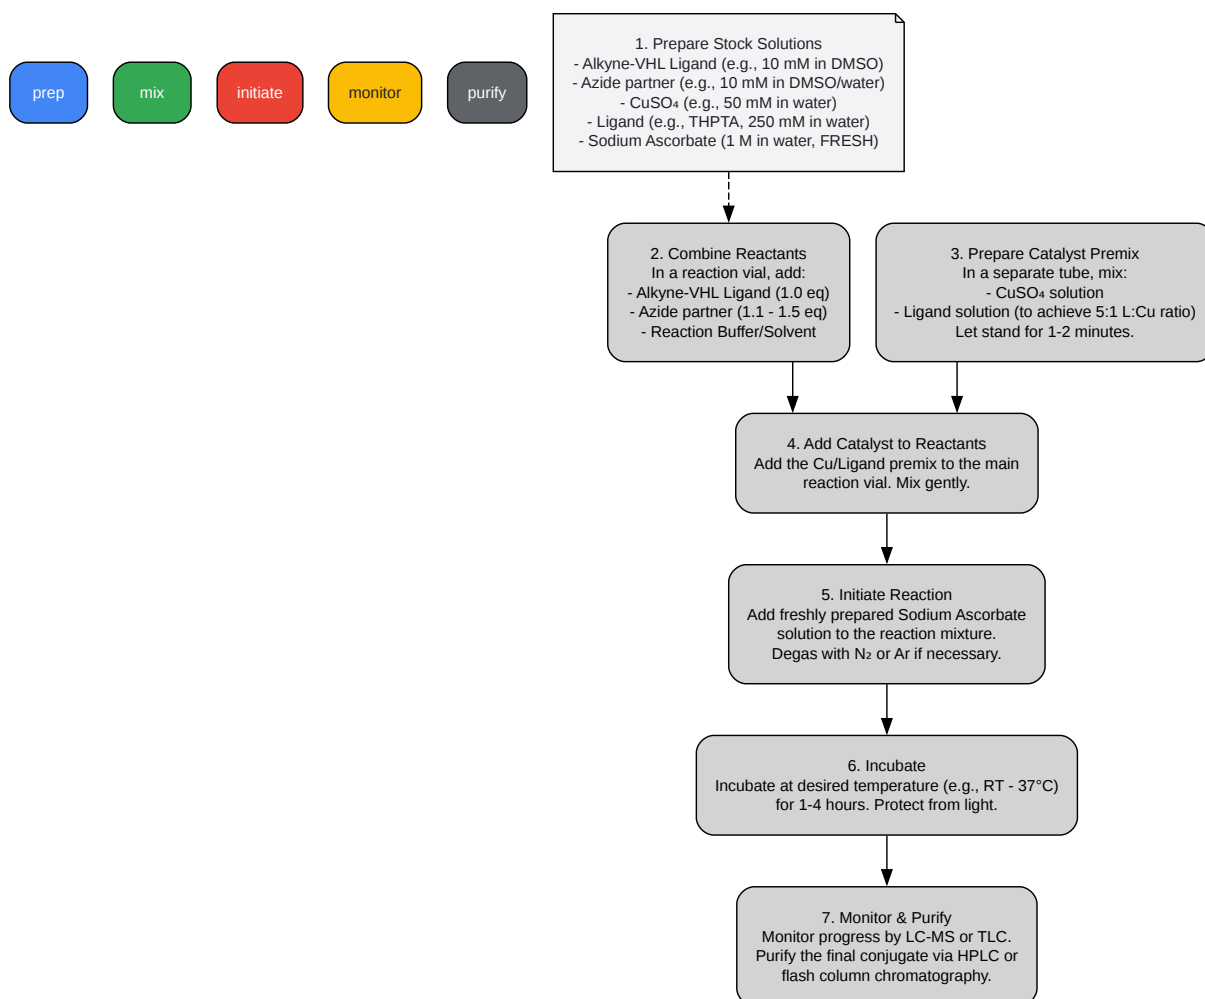 prep
mix
initiate
monitor
purify
1. Prepare Stock Solutions
- Alkyne-VHL Ligand (e.g., 10 mM in DMSO)
- Azide partner (e.g., 10 mM in DMSO/water)
- CuSO₄ (e.g., 50 mM in water)
- Ligand (e.g., THPTA, 250 mM in water)
- Sodium Ascorbate (1 M in water, FRESH)
2. Combine Reactants
In a reaction vial, add:
- Alkyne-VHL Ligand (1.0 eq)
- Azide partner (1.1 - 1.5 eq)
- Reaction Buffer/Solvent
3. Prepare Catalyst Premix
In a separate tube, mix:
- CuSO₄ solution
- Ligand solution (to achieve 5:1 L:Cu ratio)
Let stand for 1-2 minutes.
4. Add Catalyst to Reactants
Add the Cu/Ligand premix to the main
reaction vial. Mix gently.
5. Initiate Reaction
Add freshly prepared Sodium Ascorbate
solution to the reaction mixture.
Degas with N₂ or Ar if necessary.
6. Incubate
Incubate at desired temperature (e.g., RT - 37°C)
for 1-4 hours. Protect from light.
7. Monitor & Purify
Monitor progress by LC-MS or TLC.
Purify the final conjugate via HPLC or
flash column chromatography.